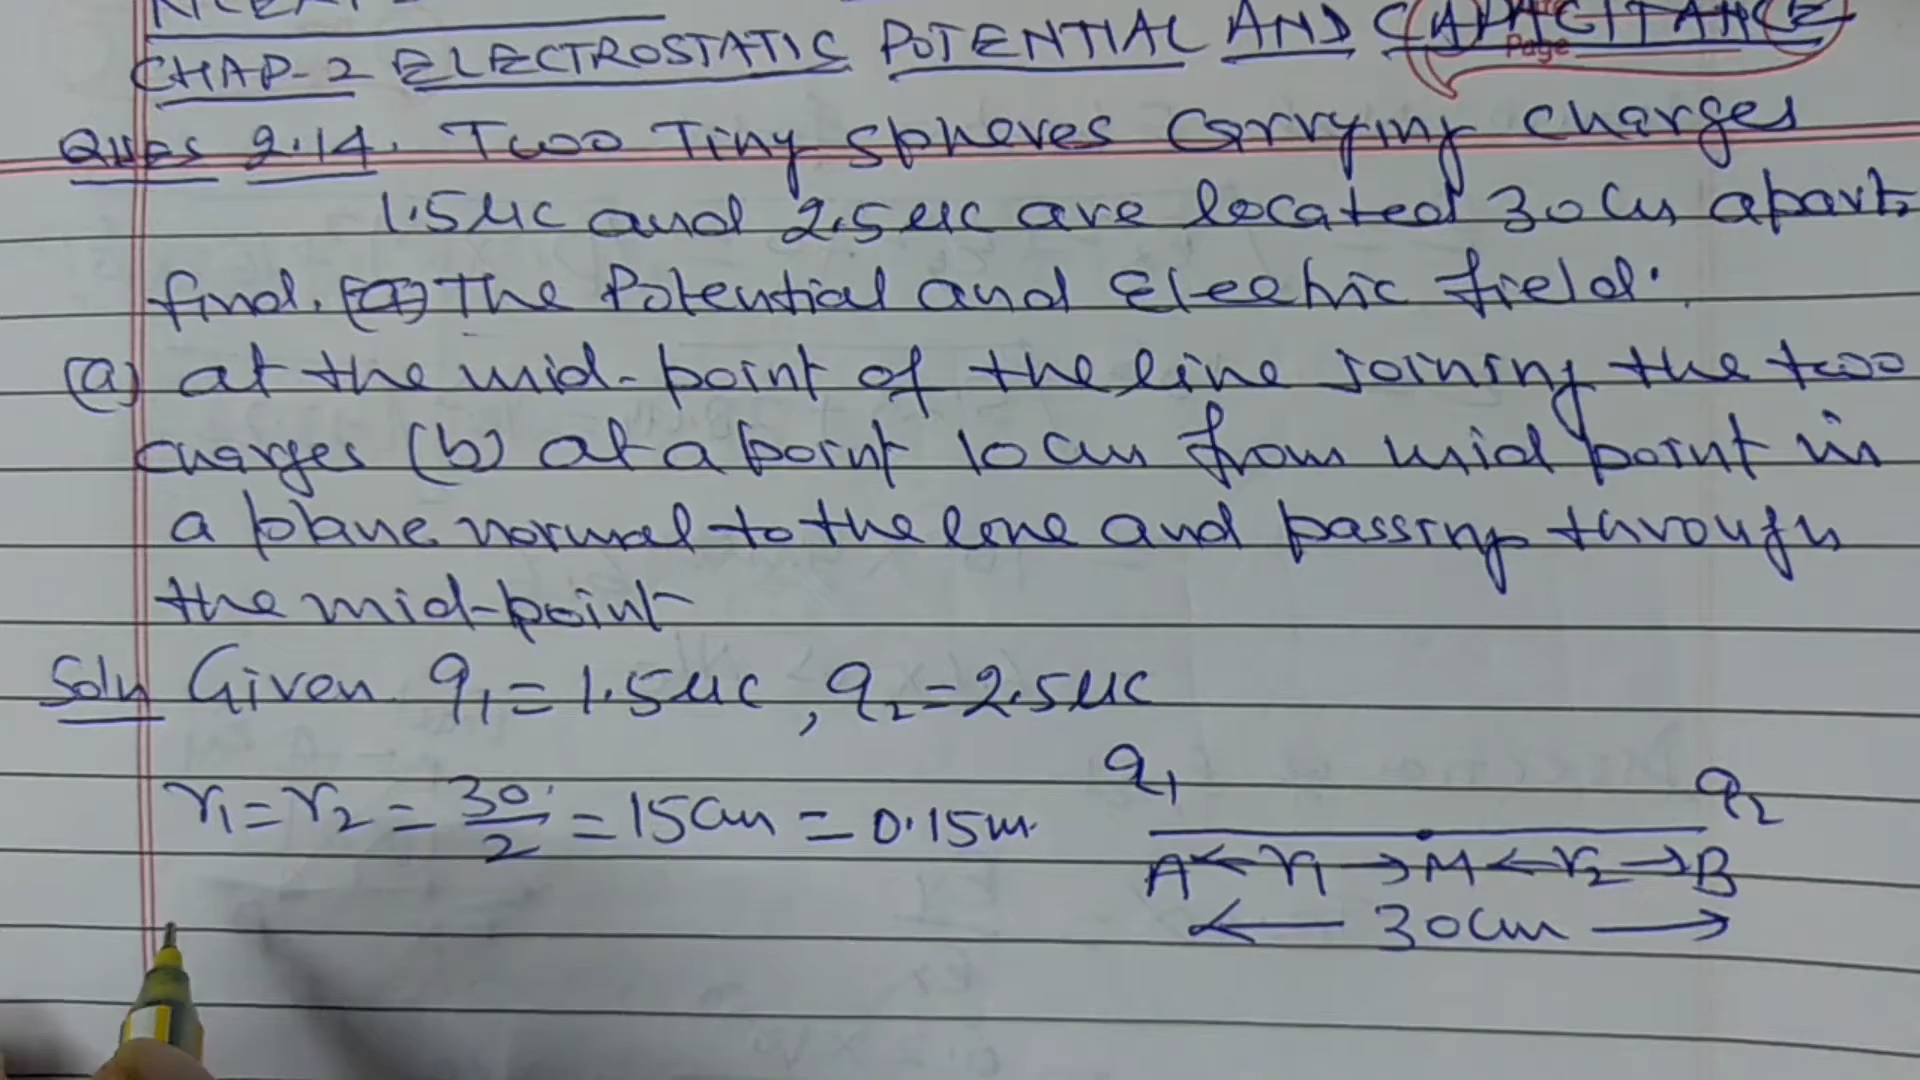 CHAP-2 ELECTROSTATIC POTENTIAL AND CAPACITANCE
Page
Ques 2.14. Two Tiny spheres Carrying charges
1.5μC and 2.5μC are located 30cm apart.
find. (a) The Potential and Electric field.
(a) at the mid-point of the line Joining the two
charges (b) at a point 10cm from mid point in
a plane normal to the line and passing through
the mid-point
Soln Given q₁ = 1.5μC, q₂ = 2.5μC
r₁ = r₂ = 30/2 = 15cm = 0.15m.
q₁ q₂
A ← r₁ → M ← r₂ → B
← 30cm →